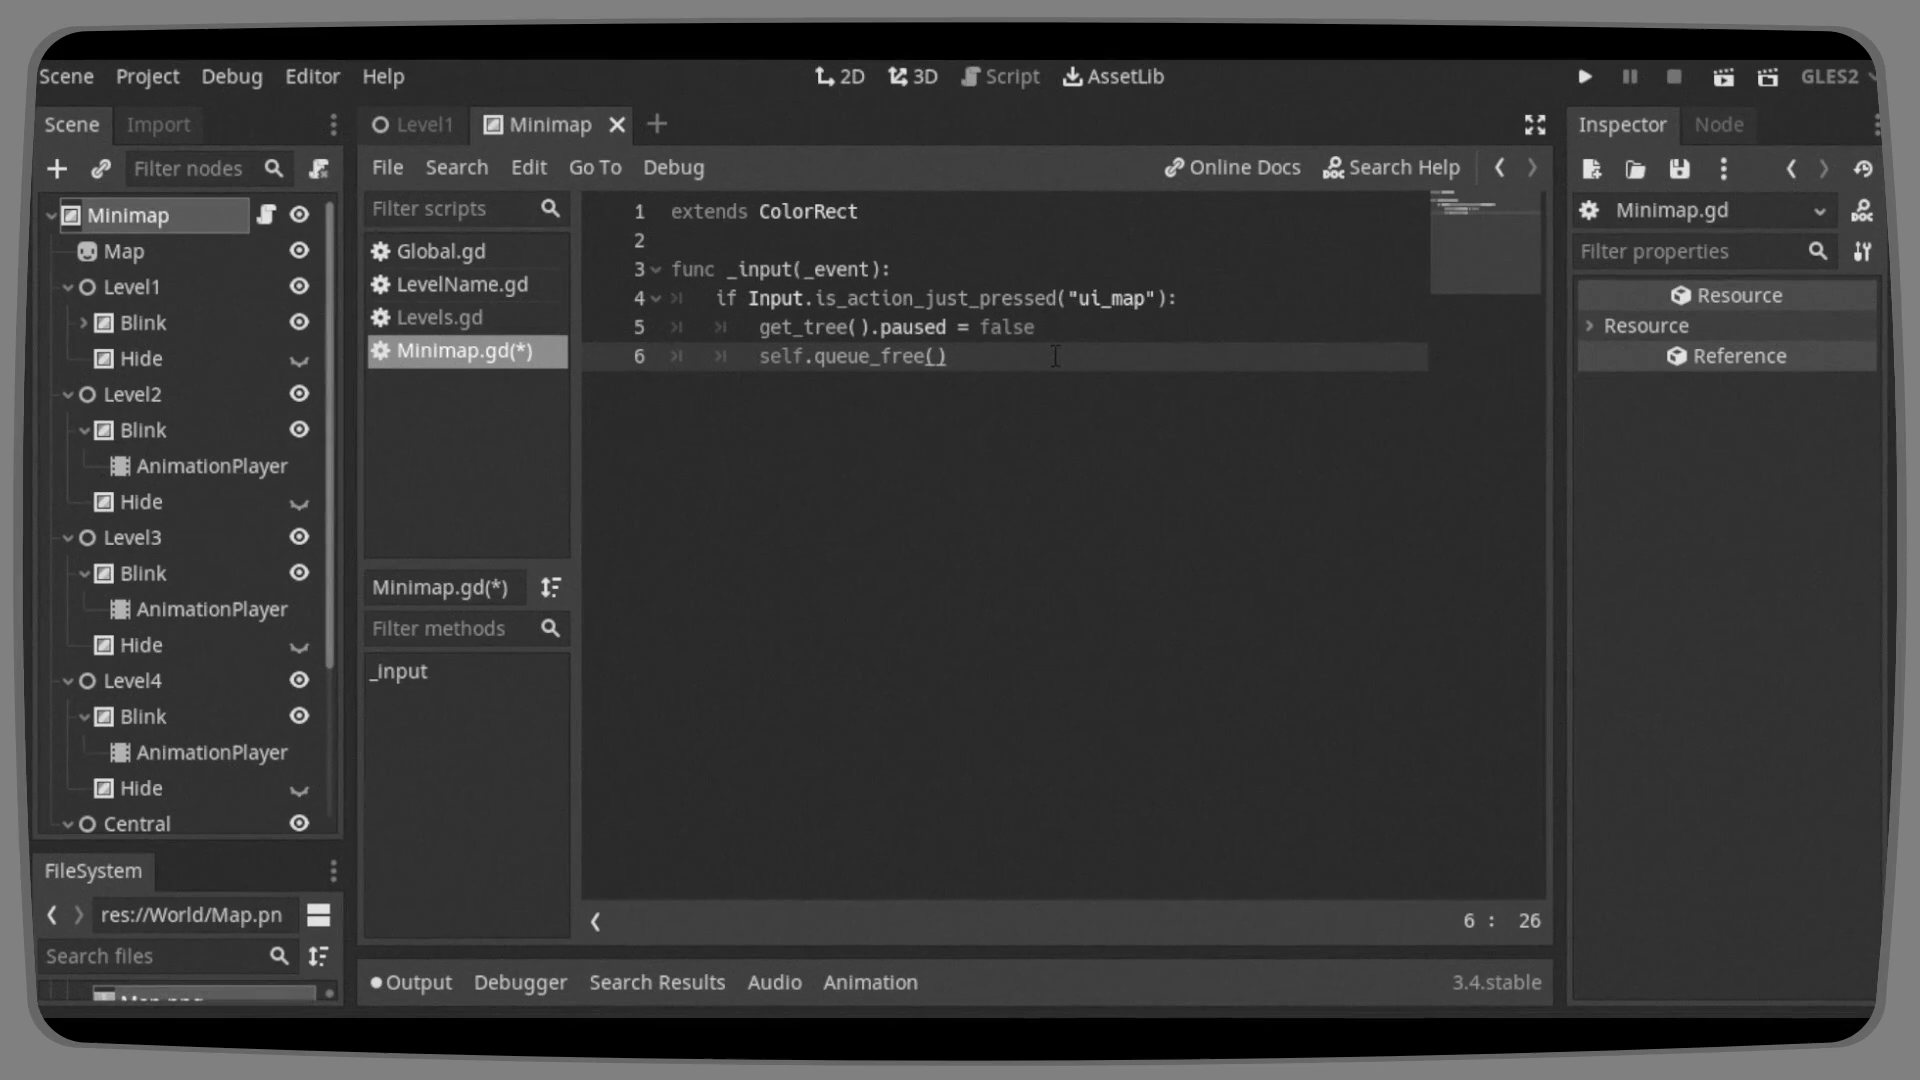 Scene Project Debug Editor Help 2D 3D Script AssetLib GLES2
Scene Import
Filter nodes
Minimap
Map
Level1
Blink
Hide
Level2
Blink
AnimationPlayer
Hide
Level3
Blink
AnimationPlayer
Hide
Level4
Blink
AnimationPlayer
Hide
Central
FileSystem
res://World/Map.pn
Search files
Level1 Minimap
File Search Edit Go To Debug Online Docs Search Help
Filter scripts
Global.gd
LevelName.gd
Levels.gd
Minimap.gd(*)
Minimap.gd(*)
Filter methods
_input
1 extends ColorRect
2
3 func _input(_event):
4 if Input.is_action_just_pressed("ui_map"):
5 get_tree().paused = false
6 self.queue_free()
6 : 26
Output Debugger Search Results Audio Animation 3.4.stable
Inspector Node
Minimap.gd
Filter properties
Resource
Resource
Reference